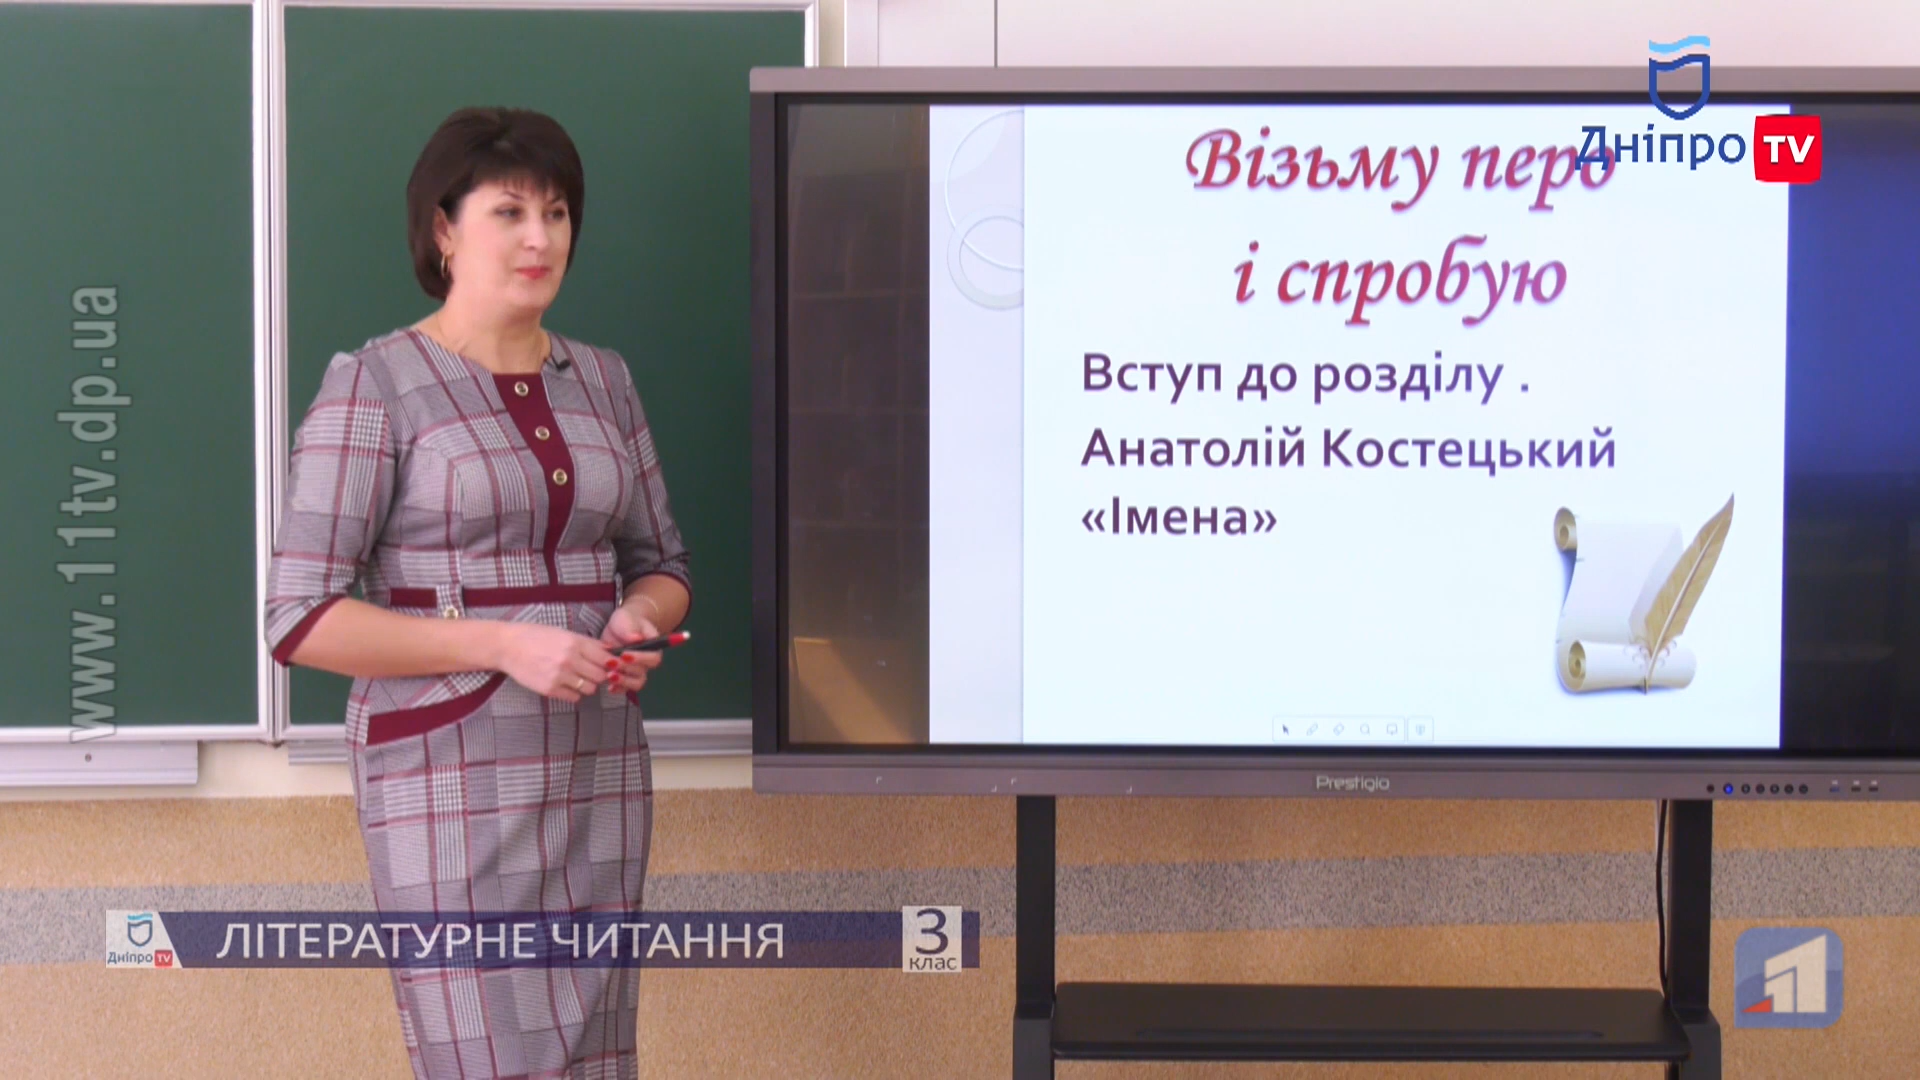 Візьму перо
і спробую
Вступ до розділу .
Анатолій Костецький
«Імена»
Дніпро TV
www.11tv.dp.ua
Prestigio
Дніпро TV
ЛІТЕРАТУРНЕ ЧИТАННЯ
3
клас
11